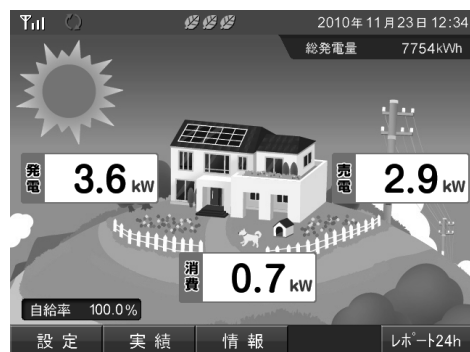 2010年11月23日 12:34
総発電量 7754kWh
発電 3.6 kW
売電 2.9 kW
消費 0.7 kW
自給率 100.0%
設定 実績 情報 レポート24h